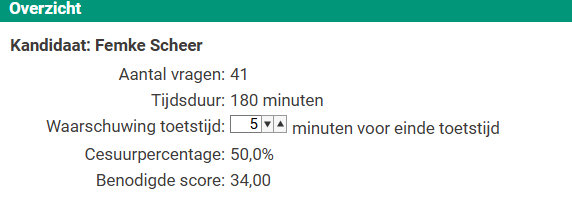 Overzicht
Kandidaat: Femke Scheer
Aantal vragen: 41
Tijdsduur: 180 minuten
Waarschuwing toetstijd: 5 minuten voor einde toetstijd
Cesuurpercentage: 50,0%
Benodigde score: 34,00